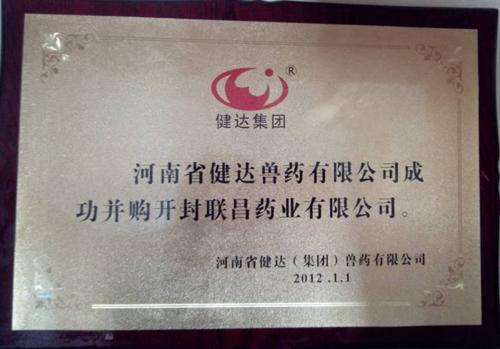 ®
健达集团
河南省健达兽药有限公司成
功并购开封联昌药业有限公司。
河南省健达（集团）兽药有限公司
2012.1.1